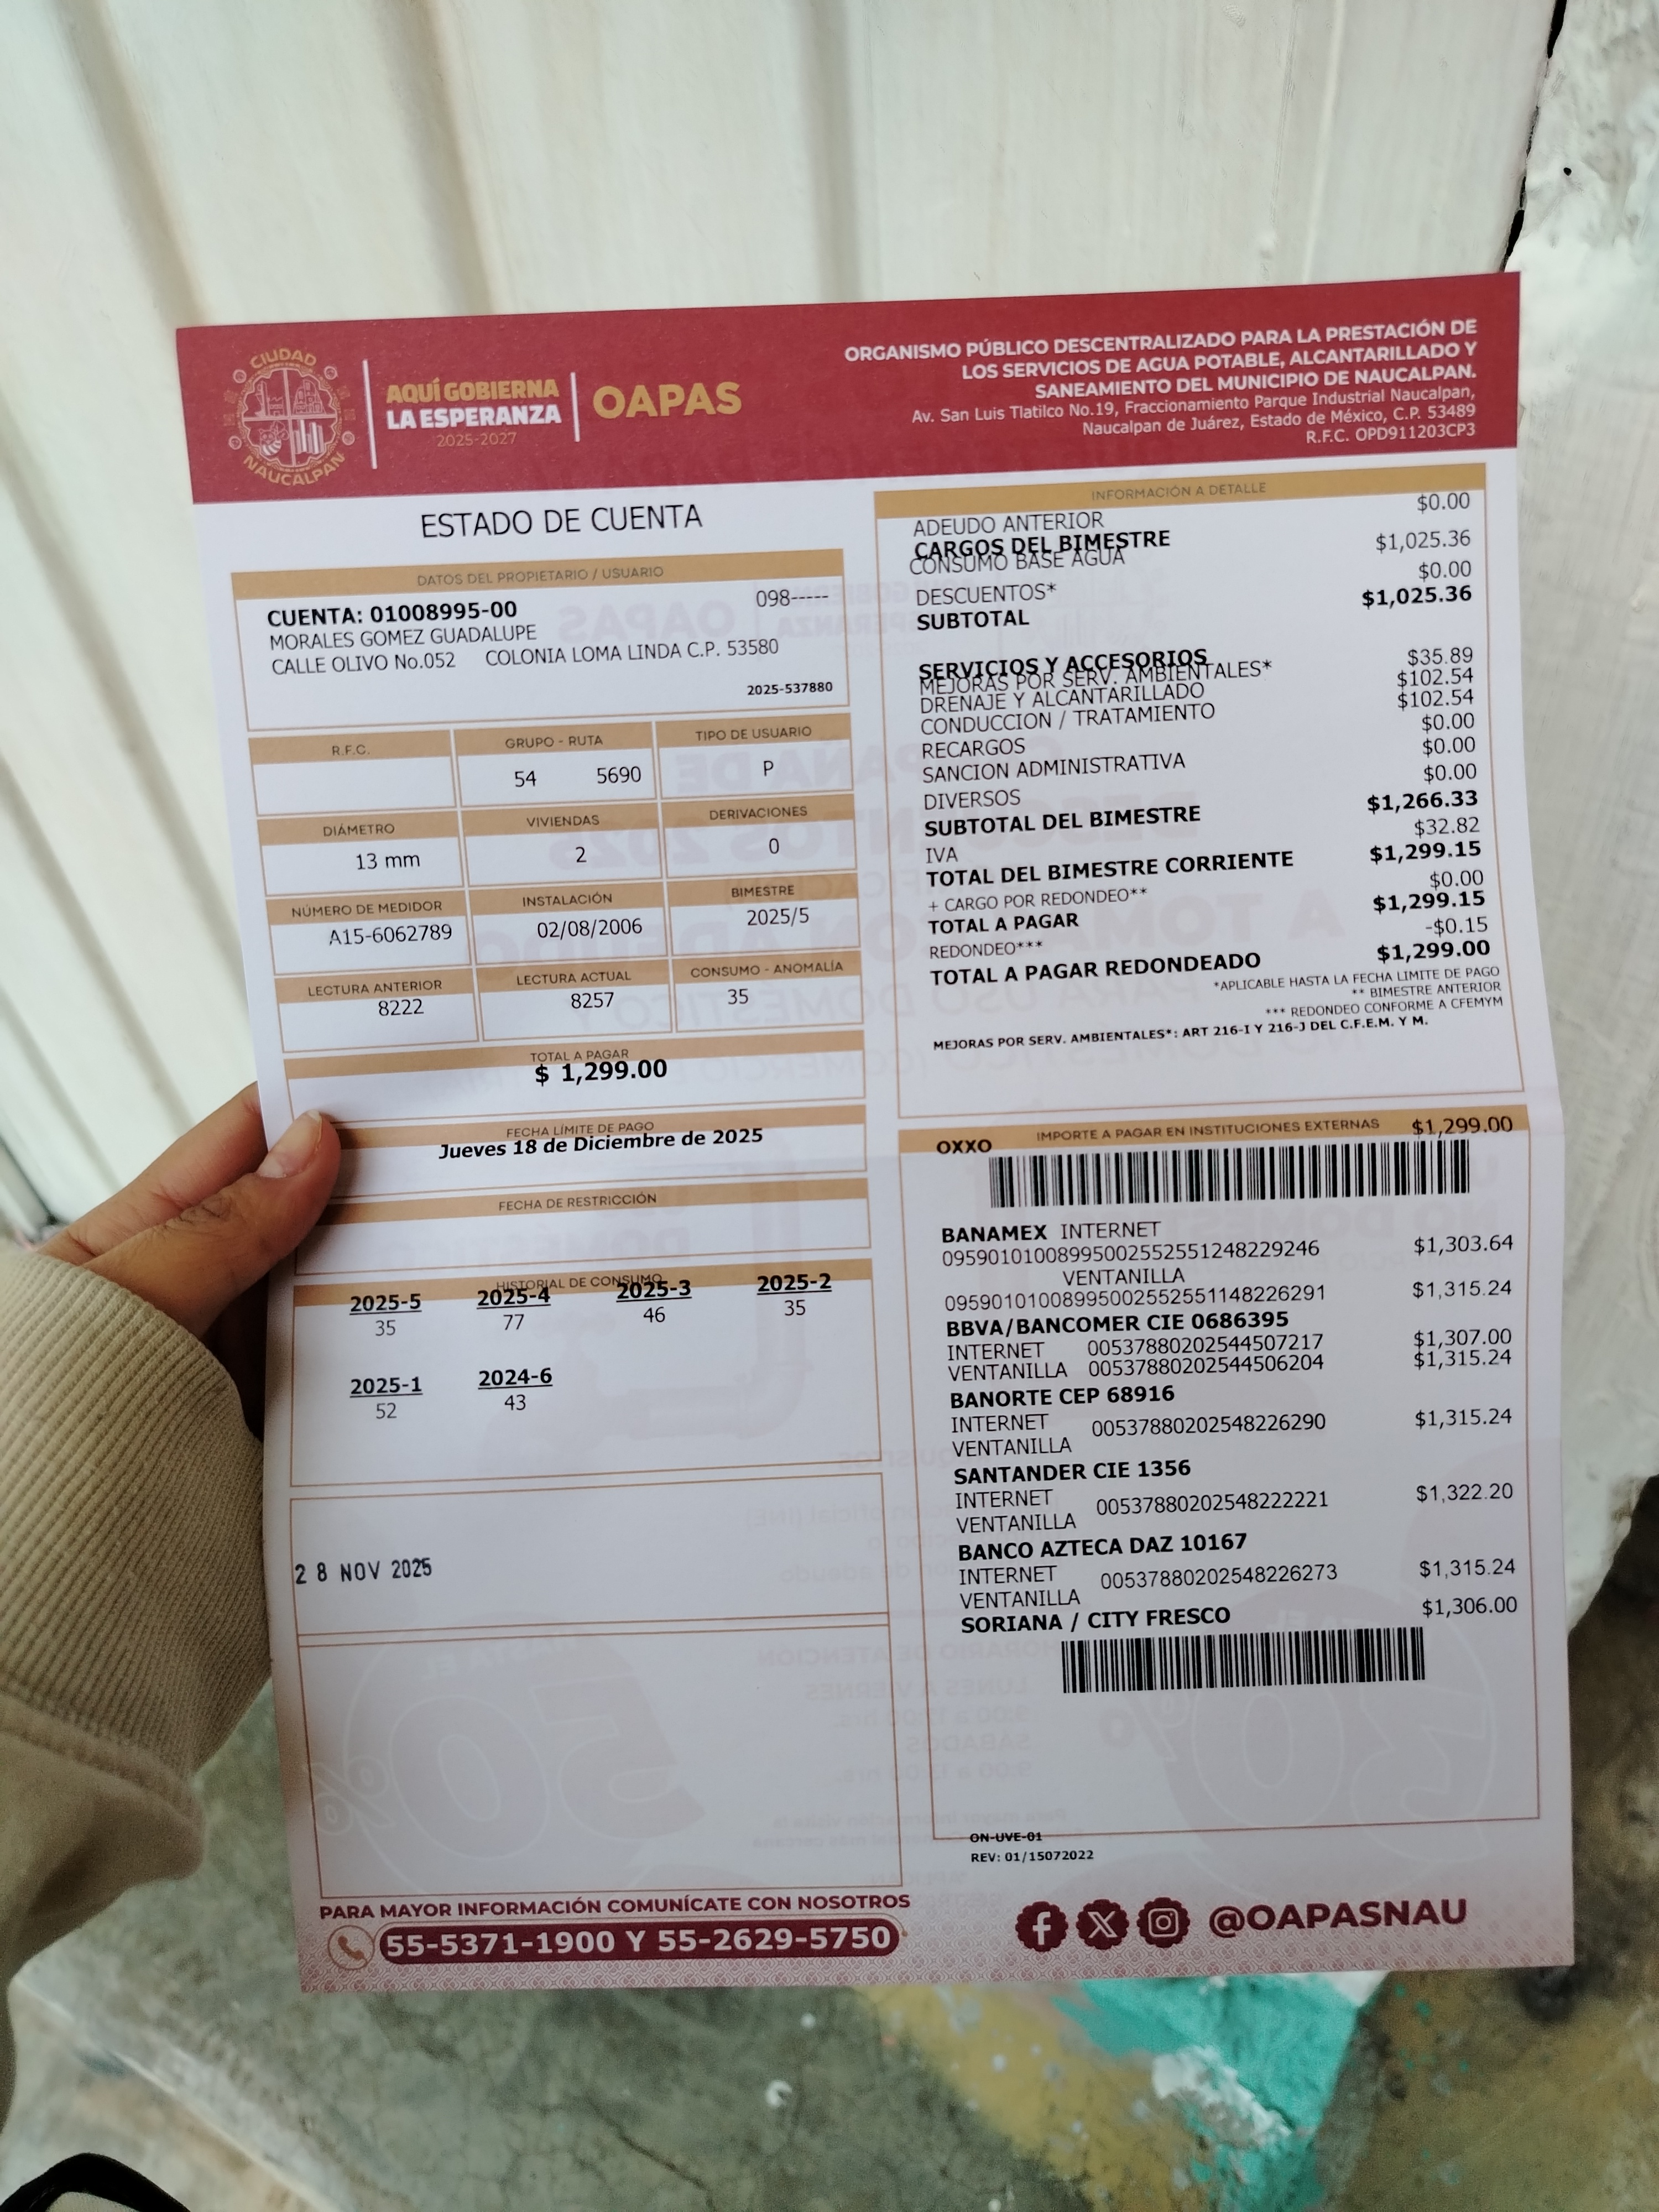 CIUDAD
NAUCALPAN
AQUÍ GOBIERNA
LA ESPERANZA
2025-2027
OAPAS
ORGANISMO PÚBLICO DESCENTRALIZADO PARA LA PRESTACIÓN DE
LOS SERVICIOS DE AGUA POTABLE, ALCANTARILLADO Y
SANEAMIENTO DEL MUNICIPIO DE NAUCALPAN.
Av. San Luis Tlatilco No.19, Fraccionamiento Parque Industrial Naucalpan,
Naucalpan de Juárez, Estado de México, C.P. 53489
R.F.C. OPD911203CP3
ESTADO DE CUENTA
DATOS DEL PROPIETARIO / USUARIO
CUENTA: 01008995-00 098-----
MORALES GOMEZ GUADALUPE
CALLE OLIVO No.052 COLONIA LOMA LINDA C.P. 53580
2025-537880
R.F.C. GRUPO - RUTA TIPO DE USUARIO
54 5690 P
DIÁMETRO VIVIENDAS DERIVACIONES
13 mm 2 0
NÚMERO DE MEDIDOR INSTALACIÓN BIMESTRE
A15-6062789 02/08/2006 2025/5
LECTURA ANTERIOR LECTURA ACTUAL CONSUMO - ANOMALÍA
8222 8257 35
TOTAL A PAGAR
$ 1,299.00
FECHA LÍMITE DE PAGO
Jueves 18 de Diciembre de 2025
FECHA DE RESTRICCIÓN
HISTORIAL DE CONSUMO
2025-5 2025-4 2025-3 2025-2
35 77 46 35
2025-1 2024-6
52 43
28 NOV 2025
INFORMACIÓN A DETALLE
ADEUDO ANTERIOR $0.00
CARGOS DEL BIMESTRE
CONSUMO BASE AGUA $1,025.36
DESCUENTOS* $0.00
SUBTOTAL $1,025.36
SERVICIOS Y ACCESORIOS
MEJORAS POR SERV. AMBIENTALES* $35.89
DRENAJE Y ALCANTARILLADO $102.54
CONDUCCION / TRATAMIENTO $102.54
RECARGOS $0.00
SANCION ADMINISTRATIVA $0.00
DIVERSOS $0.00
SUBTOTAL DEL BIMESTRE $1,266.33
IVA $32.82
TOTAL DEL BIMESTRE CORRIENTE $1,299.15
+ CARGO POR REDONDEO** $0.00
TOTAL A PAGAR $1,299.15
REDONDEO*** -$0.15
TOTAL A PAGAR REDONDEADO $1,299.00
*APLICABLE HASTA LA FECHA LIMITE DE PAGO
** BIMESTRE ANTERIOR
*** REDONDEO CONFORME A CFEMYM
MEJORAS POR SERV. AMBIENTALES*: ART 216-I Y 216-J DEL C.F.E.M. Y M.
OXXO IMPORTE A PAGAR EN INSTITUCIONES EXTERNAS $1,299.00
BANAMEX INTERNET
09590101008995002552551248229246 $1,303.64
VENTANILLA
09590101008995002552551148226291 $1,315.24
BBVA/BANCOMER CIE 0686395
INTERNET 00537880202544507217 $1,307.00
VENTANILLA 00537880202544506204 $1,315.24
BANORTE CEP 68916
INTERNET 00537880202548226290 $1,315.24
VENTANILLA
SANTANDER CIE 1356
INTERNET 00537880202548222221 $1,322.20
VENTANILLA
BANCO AZTECA DAZ 10167
INTERNET 00537880202548226273 $1,315.24
VENTANILLA
SORIANA / CITY FRESCO $1,306.00
ON-UVE-01
REV: 01/15072022
PARA MAYOR INFORMACIÓN COMUNÍCATE CON NOSOTROS
55-5371-1900 Y 55-2629-5750
@OAPASNAU